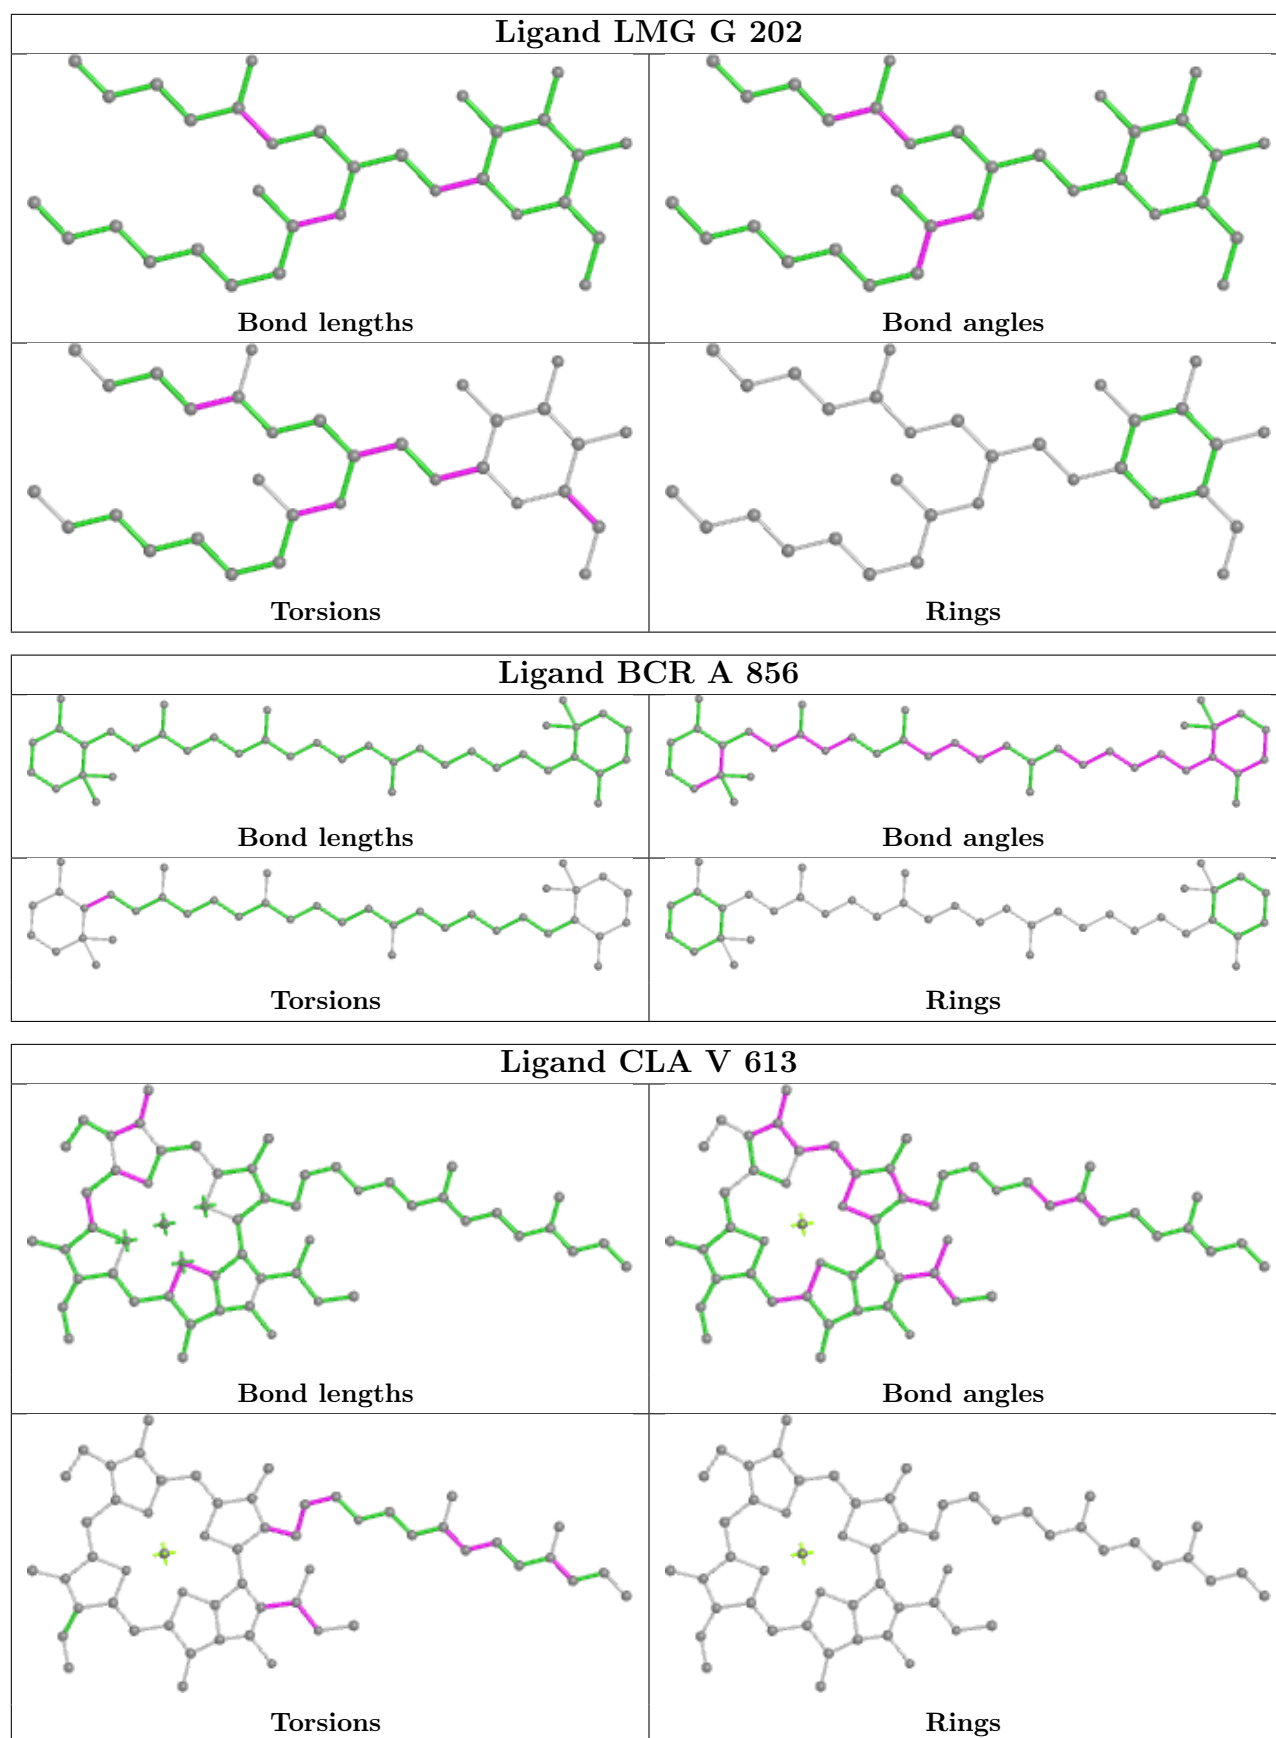 Ligand LMG G 202
Bond lengths
Bond angles
Torsions
Rings
Ligand BCR A 856
Bond lengths
Bond angles
Torsions
Rings
Ligand CLA V 613
Bond lengths
Bond angles
Torsions
Rings